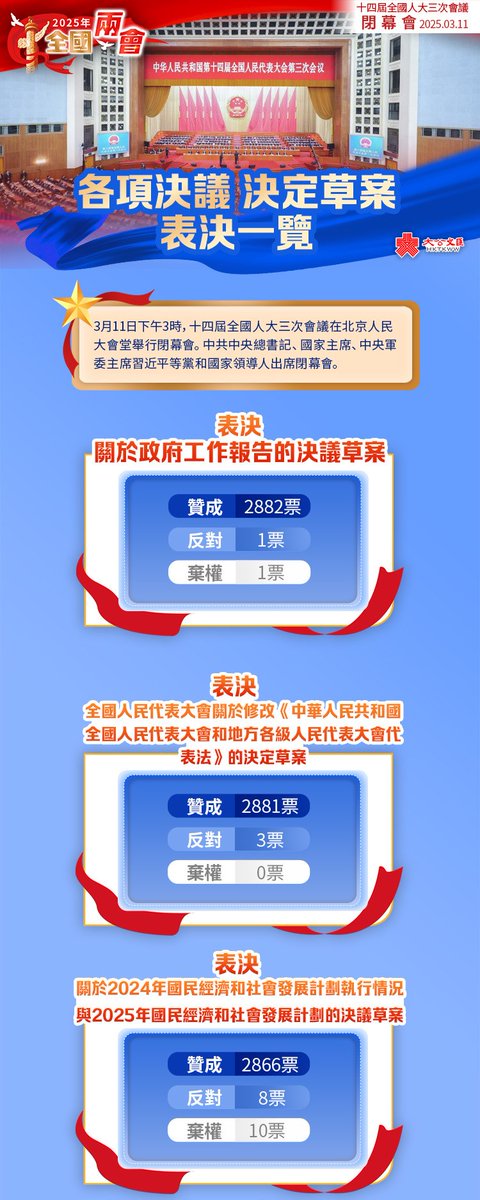 2025年
全國兩會
十四屆全國人大三次會議
閉幕會 2025.03.11
中华人民共和国第十四届全国人民代表大会第三次会议
各項決議 決定草案
表決一覽
大公文匯
HKTKWW
3月11日下午3時，十四屆全國人大三次會議在北京人民
大會堂舉行閉幕會。中共中央總書記、國家主席、中央軍
委主席習近平等黨和國家領導人出席閉幕會。
表決
關於政府工作報告的決議草案
贊成 2882票
反對 1票
棄權 1票
表決
全國人民代表大會關於修改《中華人民共和國
全國人民代表大會和地方各級人民代表大會代
表法》的決定草案
贊成 2881票
反對 3票
棄權 0票
表決
關於2024年國民經濟和社會發展計劃執行情況
與2025年國民經濟和社會發展計劃的決議草案
贊成 2866票
反對 8票
棄權 10票